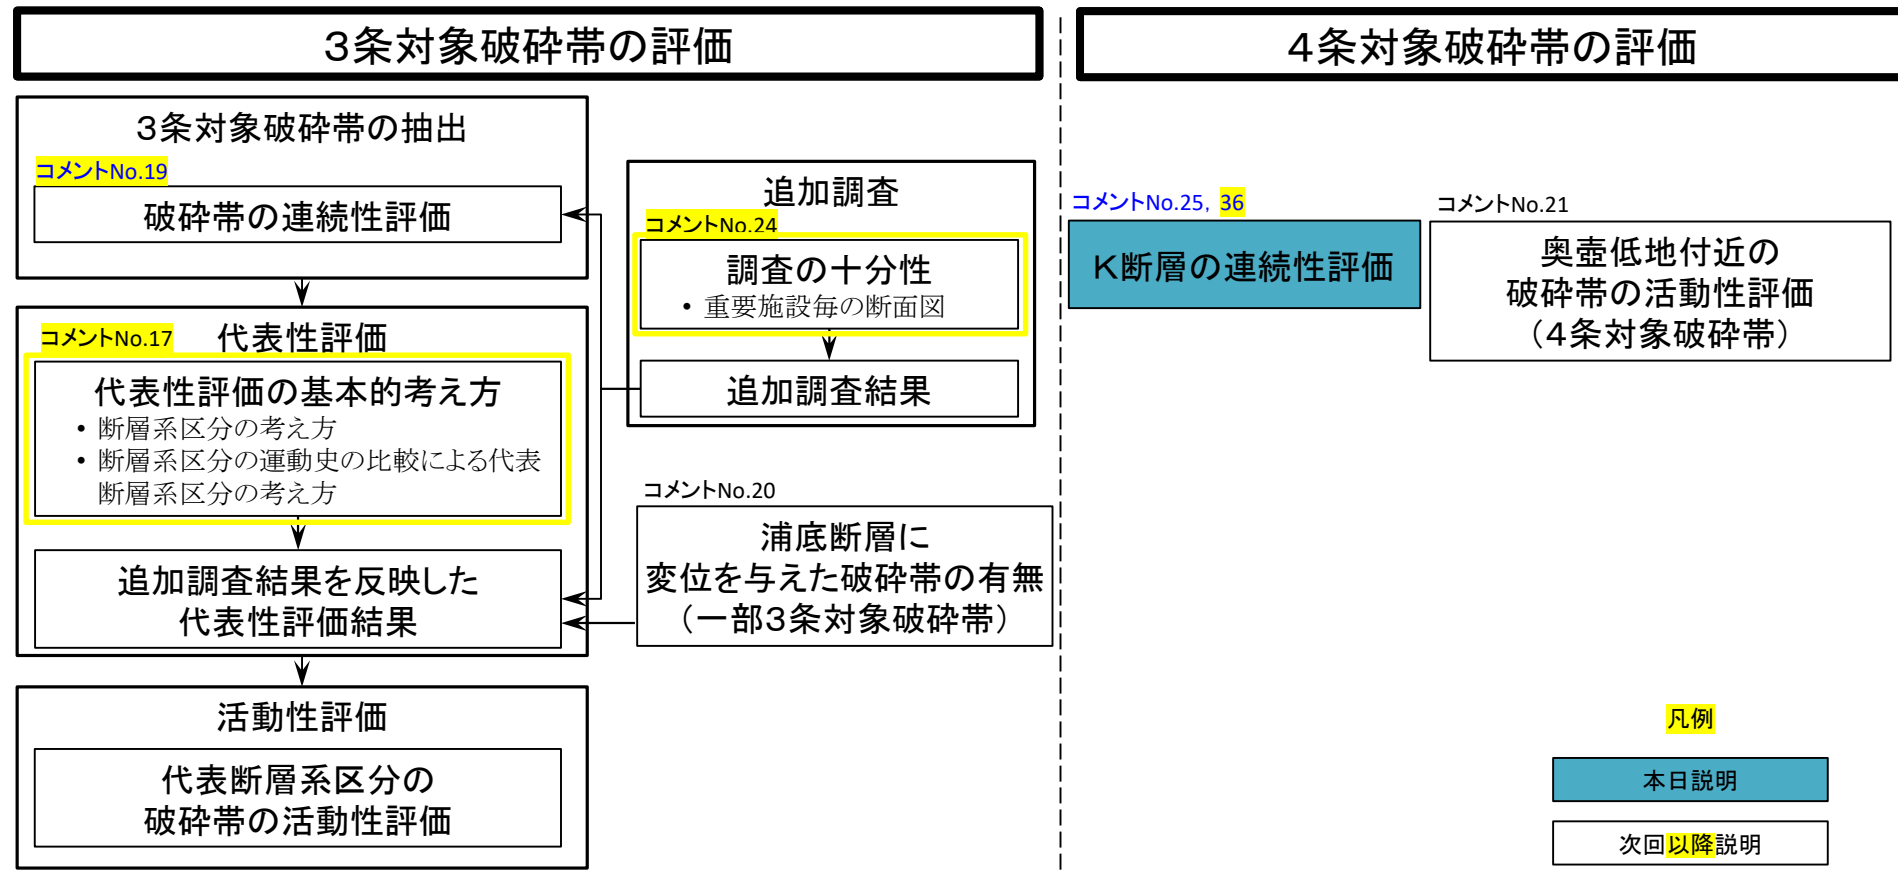 3条対象破砕帯の評価
3条対象破砕帯の抽出
コメントNo.19
破砕帯の連続性評価
追加調査
コメントNo.24
調査の十分性
• 重要施設毎の断面図
追加調査結果
コメントNo.17
代表性評価
代表性評価の基本的考え方
• 断層系区分の考え方
• 断層系区分の運動史の比較による代表
断層系区分の考え方
追加調査結果を反映した
代表性評価結果
コメントNo.20
浦底断層に
変位を与えた破砕帯の有無
（一部3条対象破砕帯）
活動性評価
代表断層系区分の
破砕帯の活動性評価
4条対象破砕帯の評価
コメントNo.25, 36
K断層の連続性評価
コメントNo.21
奥壺低地付近の
破砕帯の活動性評価
（4条対象破砕帯）
凡例
本日説明
次回以降説明